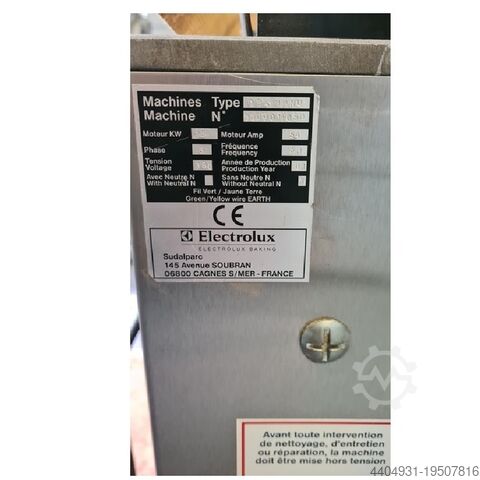 Machines Type
Machine N°
Moteur KW Moteur Amp
Phase Fréquence
Frequency
Tension Année de Production
Voltage Production Year
Avec Neutre N Sans Neutre N
With Neutral N Without Neutral N
Fil Vert / Jaune Terre
Green/Yellow wire EARTH
CE
Electrolux
ELECTROLUX BAKING
Sudalparc
145 Avenue SOUBRAN
06800 CAGNES S/MER - FRANCE
Avant toute intervention
de nettoyage, d'entretien
ou réparation, la machine
doit être mise hors tension
4404931-19507816